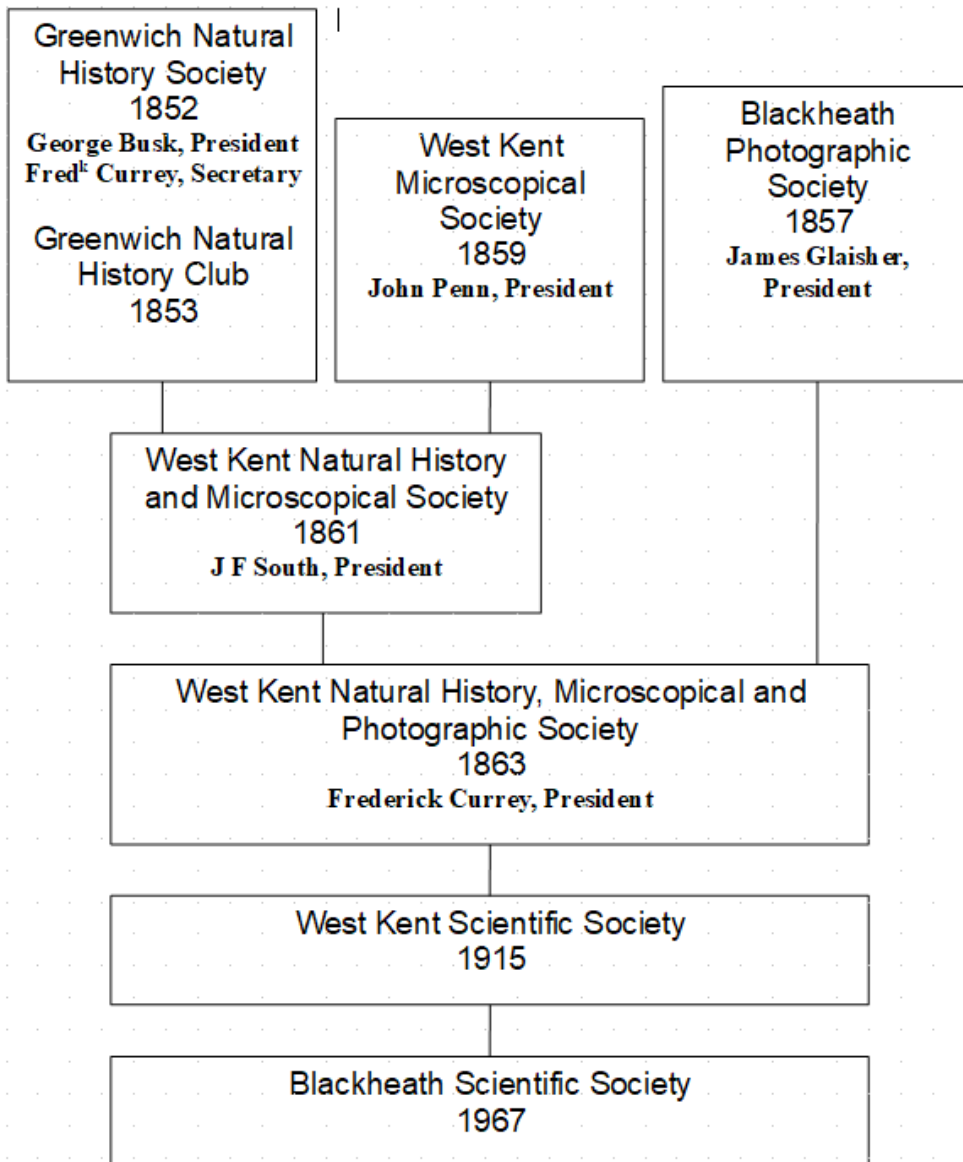 Greenwich Natural
History Society
1852
George Busk, President
Fredᵏ Currey, Secretary
Greenwich Natural
History Club
1853
West Kent
Microscopical
Society
1859
John Penn, President
Blackheath
Photographic
Society
1857
James Glaisher,
President
West Kent Natural History
and Microscopical Society
1861
J F South, President
West Kent Natural History, Microscopical and
Photographic Society
1863
Frederick Currey, President
West Kent Scientific Society
1915
Blackheath Scientific Society
1967